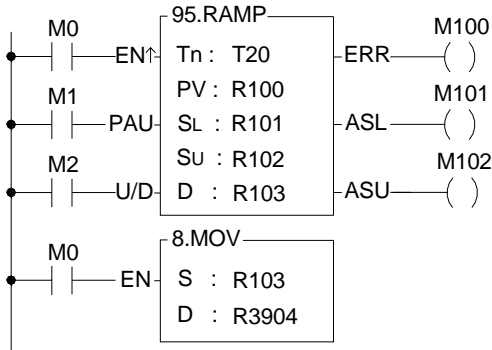 95.RAMP
M0 EN↑ Tn : T20 ERR M100
PV : R100
M1 PAU SL : R101 ASL M101
SU : R102
M2 U/D D : R103 ASU M102
8.MOV
M0 EN S : R103
D : R3904